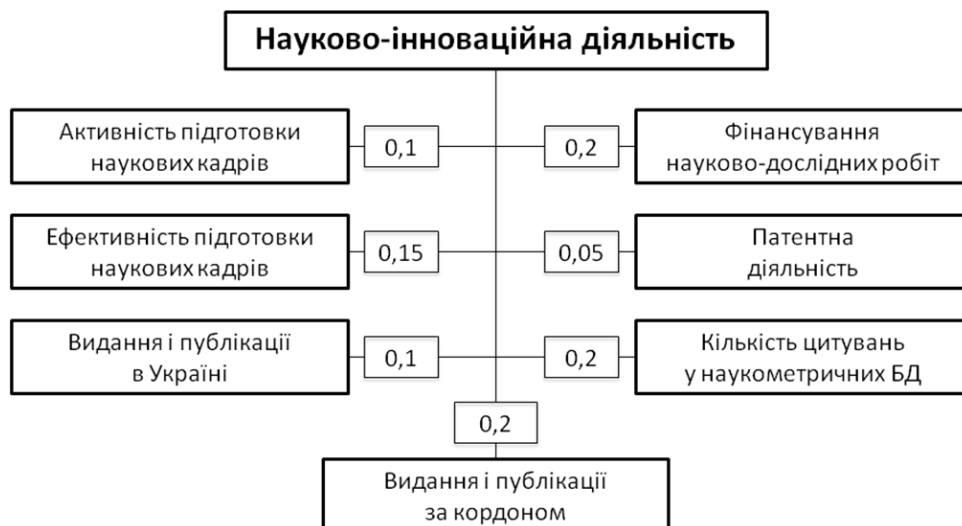 Науково-інноваційна діяльність
Активність підготовки
наукових кадрів
0,1
0,2
Фінансування
науково-дослідних робіт
Ефективність підготовки
наукових кадрів
0,15
0,05
Патентна
діяльність
Видання і публікації
в Україні
0,1
0,2
Кількість цитувань
у наукометричних БД
0,2
Видання і публікації
за кордоном